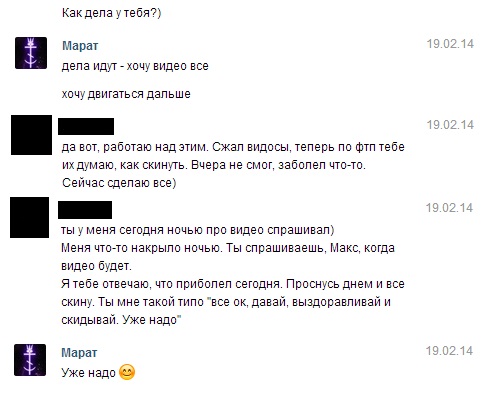 Как дела у тебя?)
Марат
19.02.14
дела идут - хочу видео все
хочу двигаться дальше
19.02.14
да вот, работаю над этим. Сжал видосы, теперь по фтп тебе
их думаю, как скинуть. Вчера не смог, заболел что-то.
Сейчас сделаю все)
19.02.14
ты у меня сегодня ночью про видео спрашивал)
Меня что-то накрыло ночью. Ты спрашиваешь, Макс, когда
видео будет.
Я тебе отвечаю, что приболел сегодня. Проснусь днем и все
скину. Ты мне такой типо "все ок, давай, выздоравливай и
скидывай. Уже надо"
Марат
19.02.14
Уже надо 😊